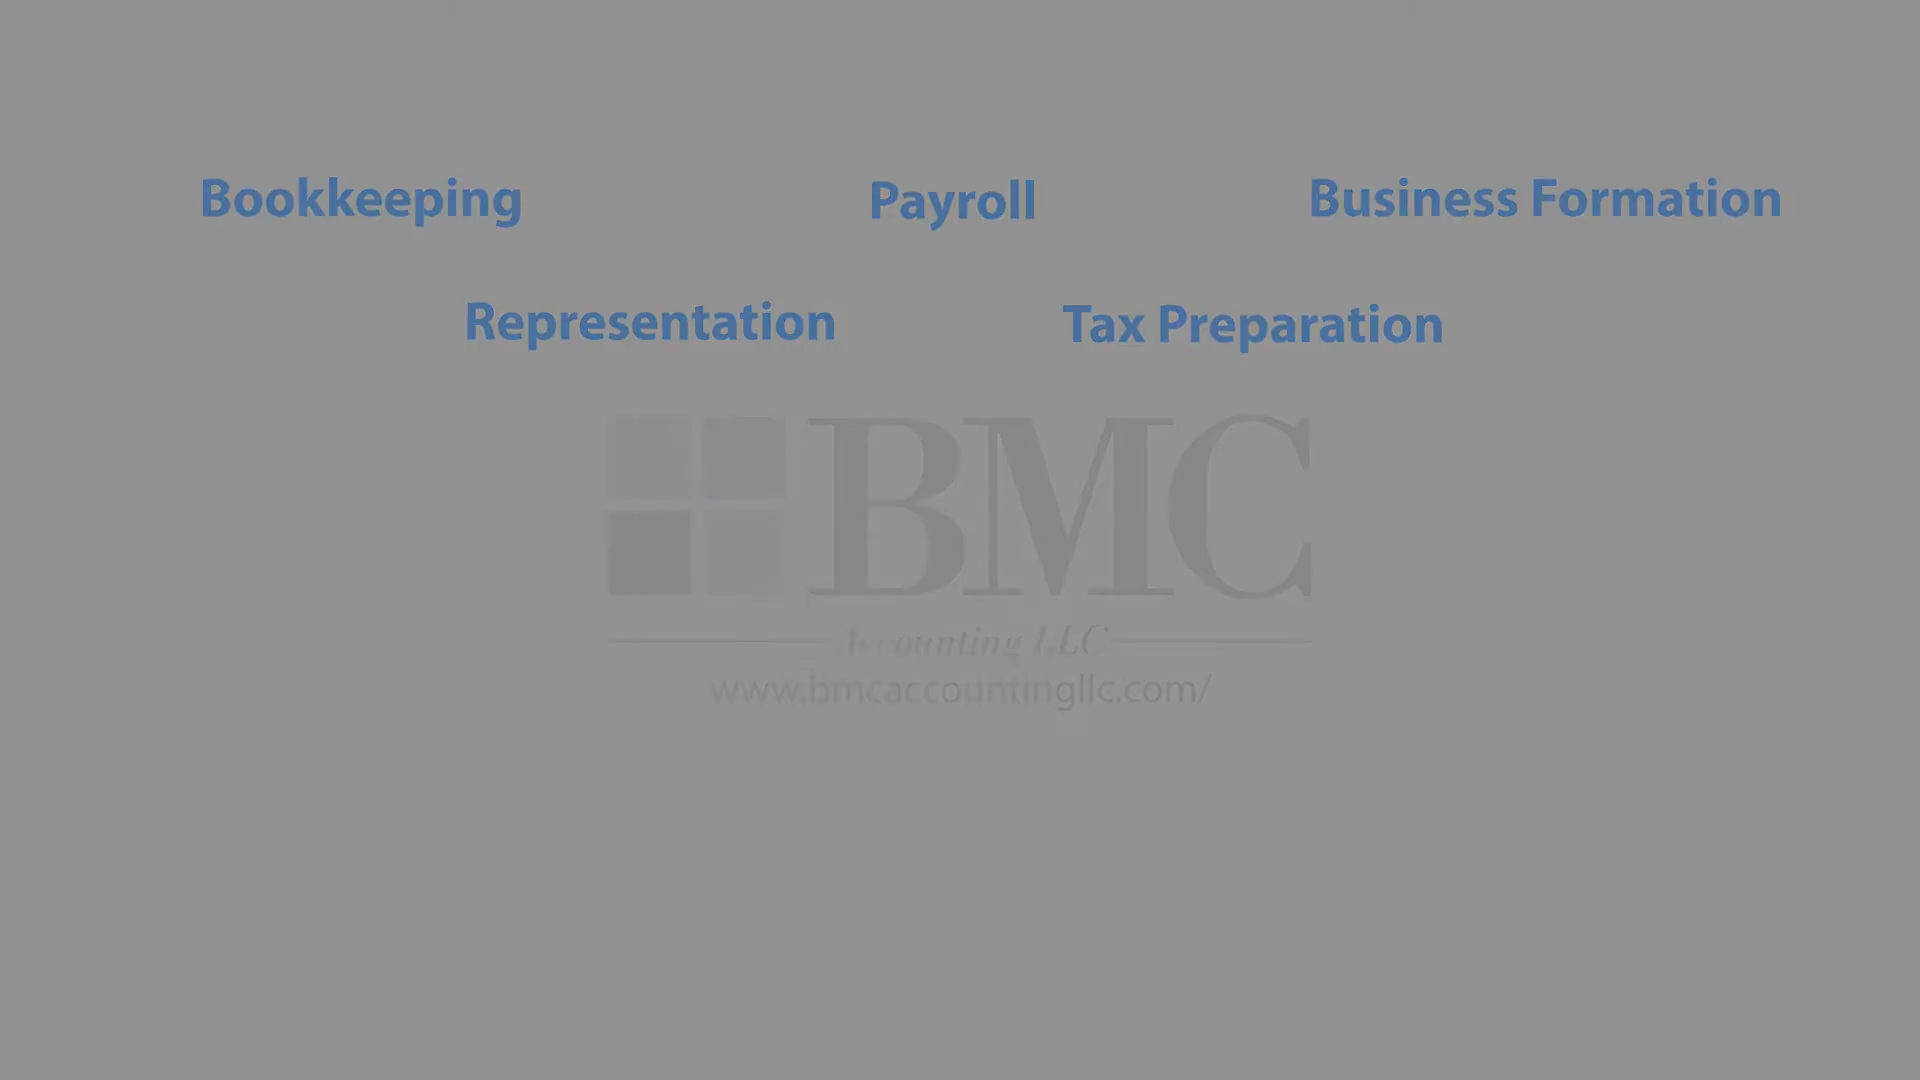 Bookkeeping Payroll Business Formation
Representation Tax Preparation
BMC
Accounting LLC
www.bmcaccountingllc.com/